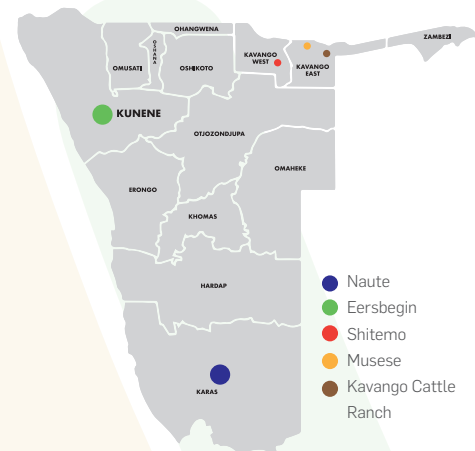 OHANGWENA
ZAMBEZI
OSHANA
OMUSATI
OSHIKOTO
KAVANGO
WEST
KAVANGO
EAST
KUNENE
OTJOZONDJUPA
OMAHEKE
ERONGO
KHOMAS
HARDAP
KARAS
Naute
Eersbegin
Shitemo
Musese
Kavango Cattle
Ranch